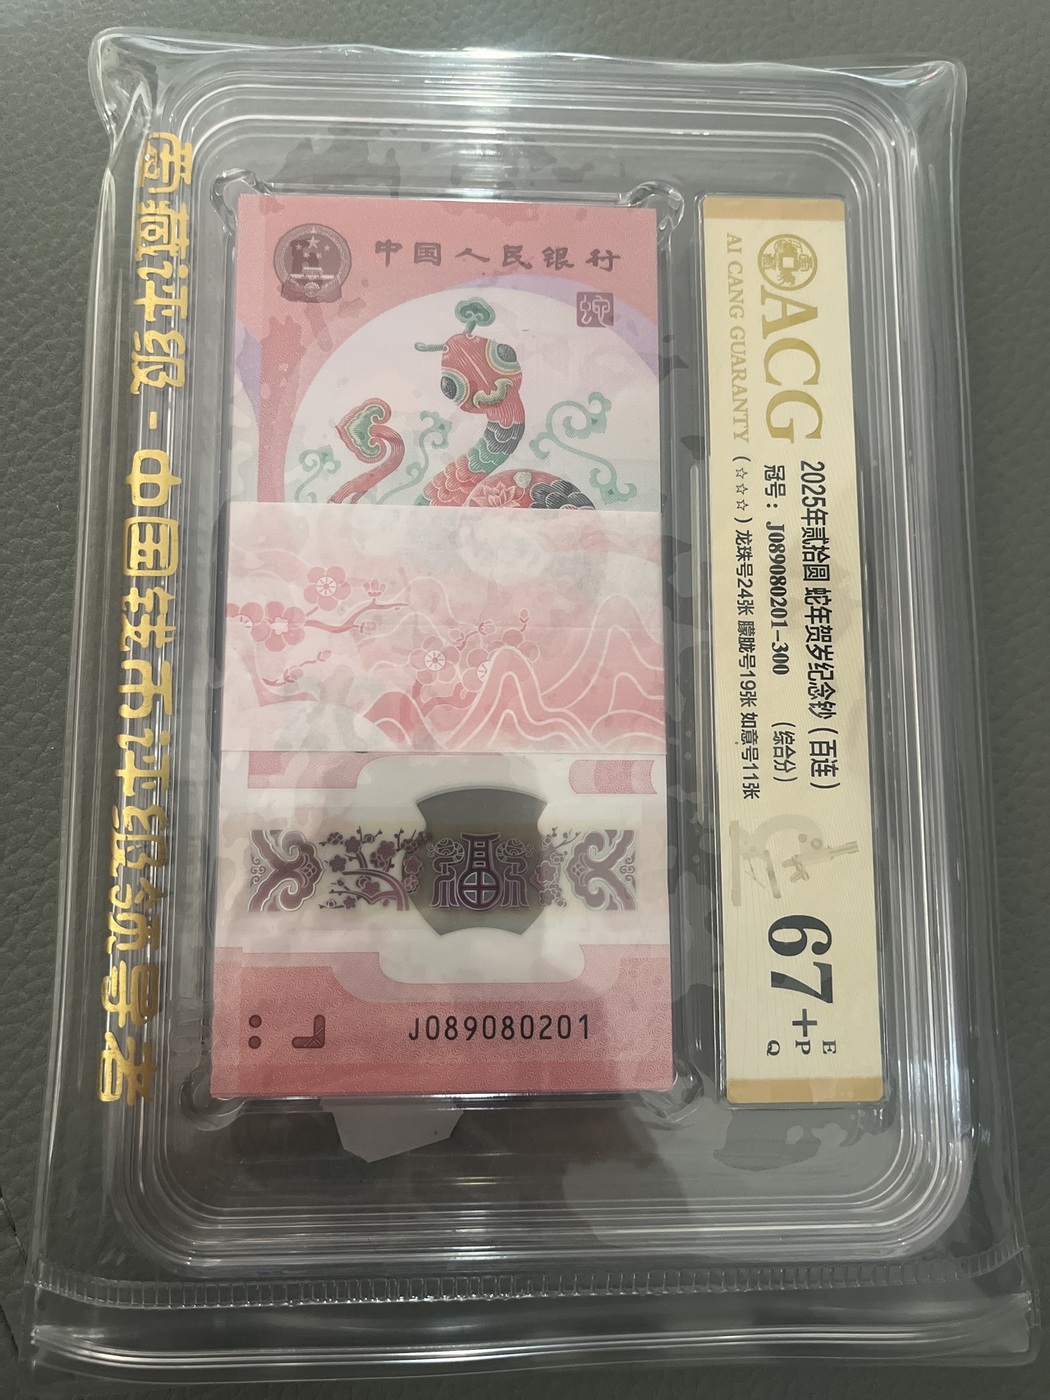 爱藏评级-中国钱币评级领导者
中国人民银行
福
J089080201
ACG
AI CANG GUARANTY
2025年贰拾圆 蛇年贺岁纪念钞（百连）
冠号：J089080201-300 （综合分）
（☆☆☆）龙珠号24张 朦胧号19张 如意号11张
67+
E
P
Q